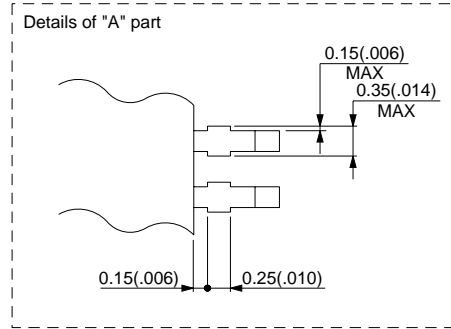 Details of "A" part
0.15(.006)
MAX
0.35(.014)
MAX
0.15(.006) 0.25(.010)